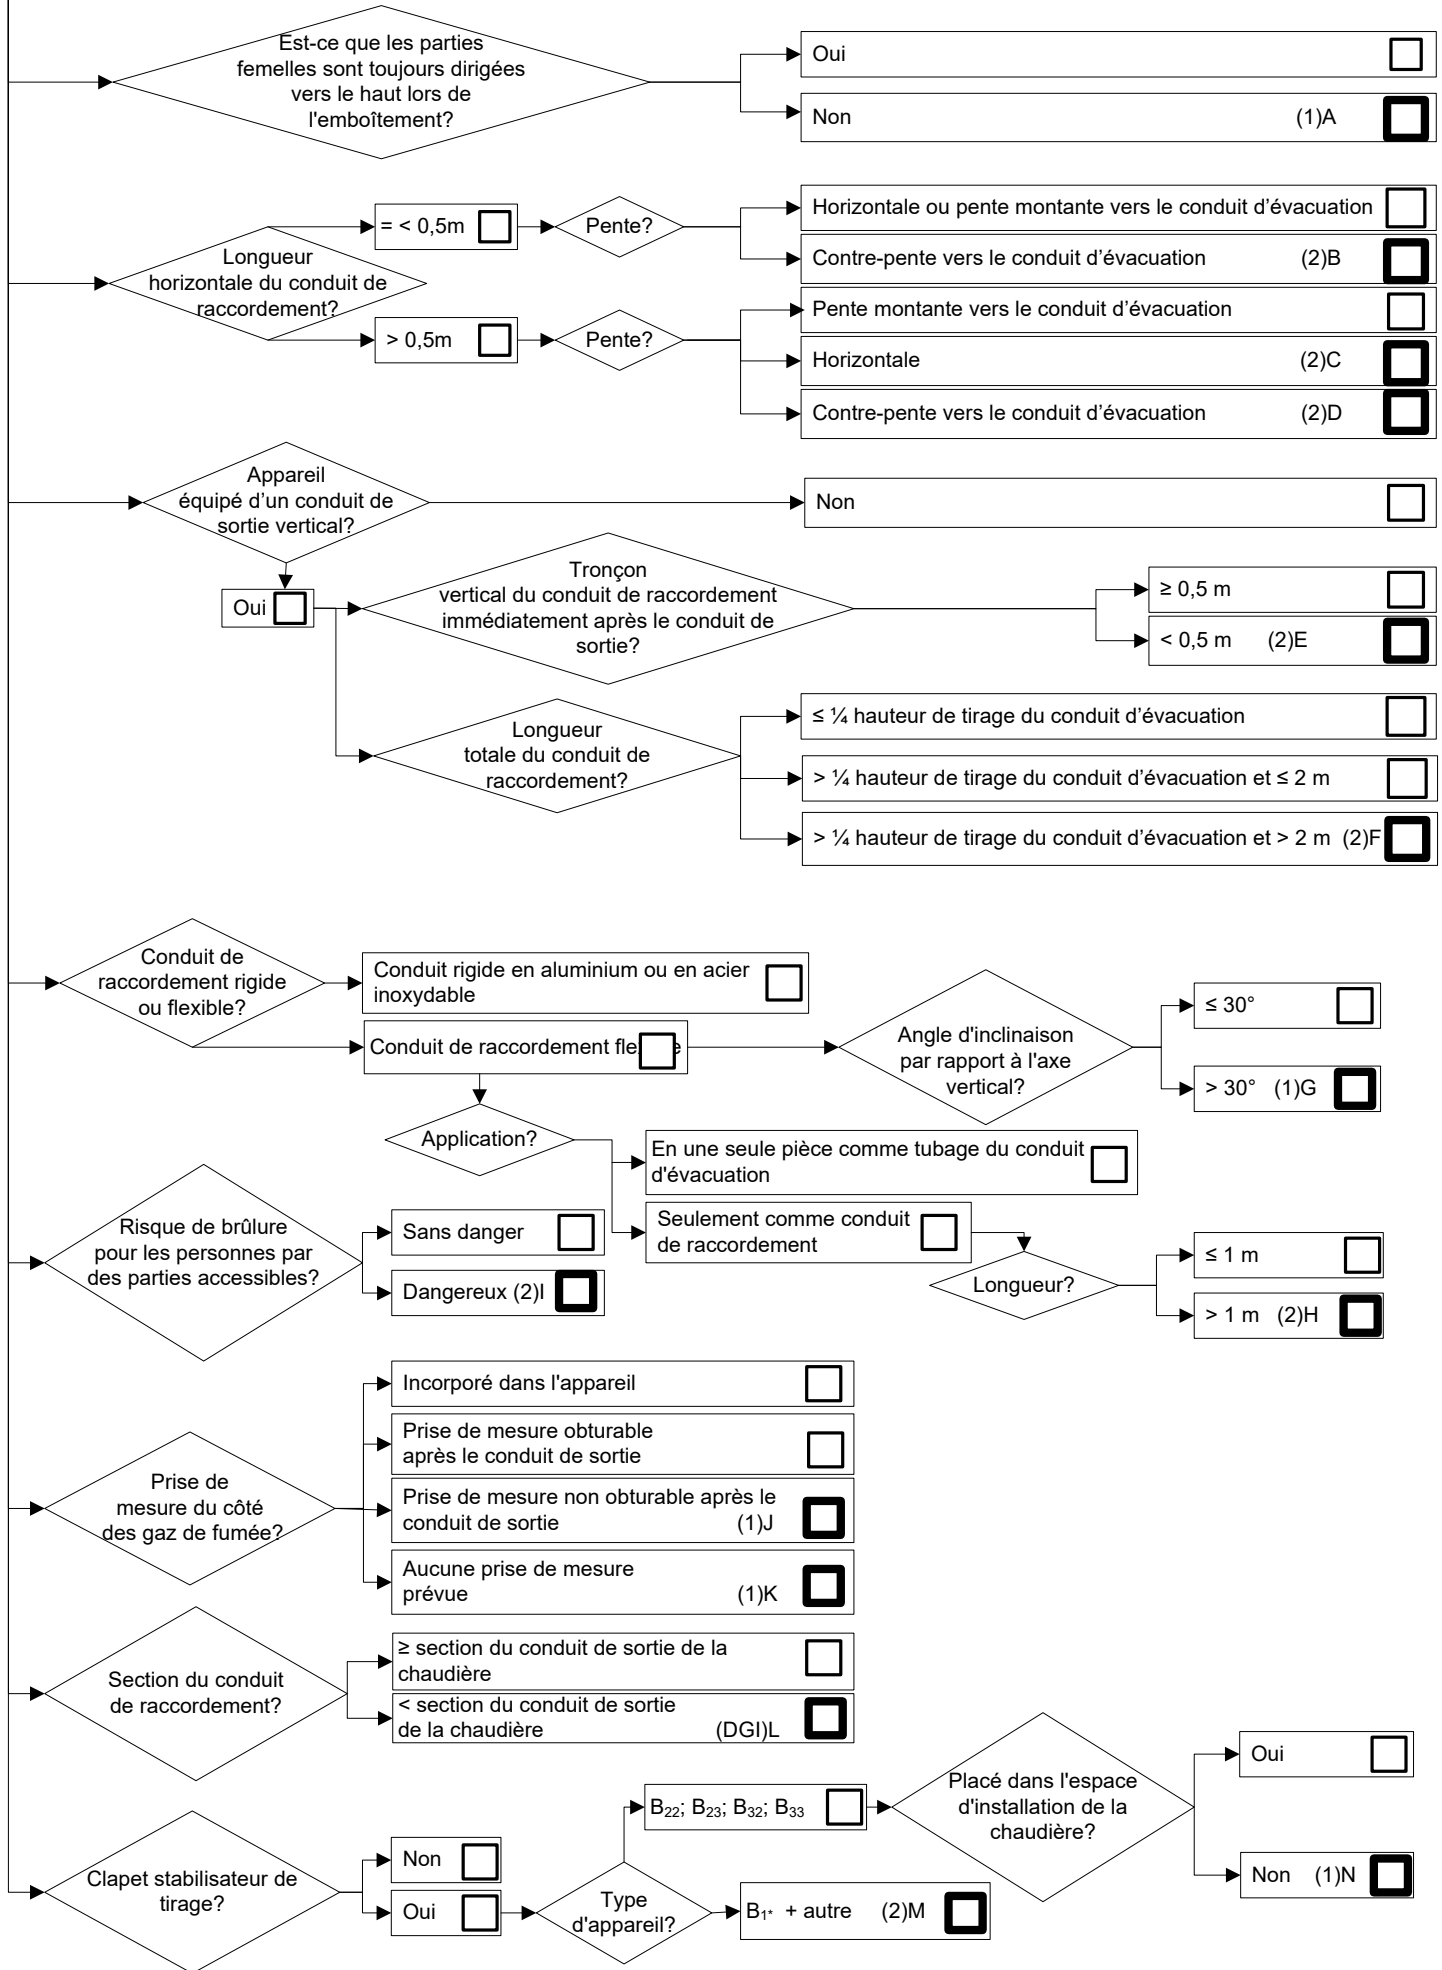 Est-ce que les parties
femelles sont toujours dirigées
vers le haut lors de
l'emboîtement?
Oui
Non (1)A
Longueur
horizontale du conduit de
raccordement?
= < 0,5m
Pente?
Horizontale ou pente montante vers le conduit d’évacuation
Contre-pente vers le conduit d’évacuation (2)B
> 0,5m
Pente?
Pente montante vers le conduit d’évacuation
Horizontale (2)C
Contre-pente vers le conduit d’évacuation (2)D
Appareil
équipé d’un conduit de
sortie vertical?
Non
Oui
Tronçon
vertical du conduit de raccordement
immédiatement après le conduit de
sortie?
≥ 0,5 m
< 0,5 m (2)E
Longueur
totale du conduit de
raccordement?
≤ ¼ hauteur de tirage du conduit d’évacuation
> ¼ hauteur de tirage du conduit d’évacuation et ≤ 2 m
> ¼ hauteur de tirage du conduit d’évacuation et > 2 m (2)F
Conduit de
raccordement rigide
ou flexible?
Conduit rigide en aluminium ou en acier
inoxydable
Conduit de raccordement
Angle d'inclinaison
par rapport à l'axe
vertical?
≤ 30°
> 30° (1)G
Application?
En une seule pièce comme tubage du conduit
d'évacuation
Seulement comme conduit
de raccordement
Longueur?
≤ 1 m
> 1 m (2)H
Risque de brûlure
pour les personnes par
des parties accessibles?
Sans danger
Dangereux (2)I
Prise de
mesure du côté
des gaz de fumée?
Incorporé dans l'appareil
Prise de mesure obturable
après le conduit de sortie
Prise de mesure non obturable après le
conduit de sortie (1)J
Aucune prise de mesure
prévue (1)K
Section du conduit
de raccordement?
≥ section du conduit de sortie de la
chaudière
< section du conduit de sortie
de la chaudière (DGI)L
Clapet stabilisateur de
tirage?
Non
Oui
Type
d'appareil?
B22; B23; B32; B33
B1* + autre (2)M
Placé dans l'espace
d'installation de la
chaudière?
Oui
Non (1)N